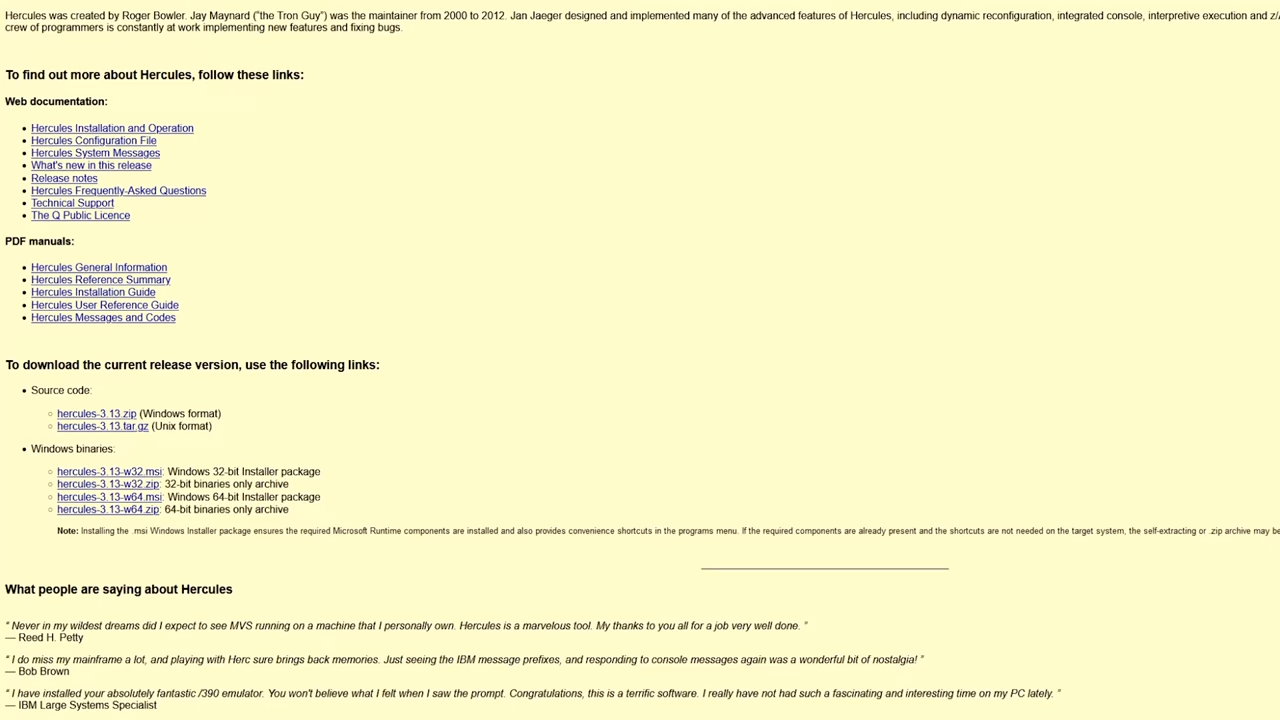 Hercules was created by Roger Bowler. Jay Maynard ("the Tron Guy") was the maintainer from 2000 to 2012. Jan Jaeger designed and implemented many of the advanced features of Hercules, including dynamic reconfiguration, integrated console, interpretive execution and
crew of programmers is constantly at work implementing new features and fixing bugs.
To find out more about Hercules, follow these links:
Web documentation:
• Hercules Installation and Operation
• Hercules Configuration File
• Hercules System Messages
• What's new in this release
• Release notes
• Hercules Frequently-Asked Questions
• Technical Support
• The Q Public Licence
PDF manuals:
• Hercules General Information
• Hercules Reference Summary
• Hercules Installation Guide
• Hercules User Reference Guide
• Hercules Messages and Codes
To download the current release version, use the following links:
• Source code:
○ hercules-3.13.zip (Windows format)
○ hercules-3.13.tar.gz (Unix format)
• Windows binaries:
○ hercules-3.13-w32.msi: Windows 32-bit Installer package
○ hercules-3.13-w32.zip: 32-bit binaries only archive
○ hercules-3.13-w64.msi: Windows 64-bit Installer package
○ hercules-3.13-w64.zip: 64-bit binaries only archive
Note: Installing the .msi Windows Installer package ensures the required Microsoft Runtime components are installed and also provides convenience shortcuts in the programs menu. If the required components are already present and the shortcuts are not needed on the target system, the self-extracting or .zip archive may be
What people are saying about Hercules
" Never in my wildest dreams did I expect to see MVS running on a machine that I personally own. Hercules is a marvelous tool. My thanks to you all for a job very well done. "
— Reed H. Petty
" I do miss my mainframe a lot, and playing with Herc sure brings back memories. Just seeing the IBM message prefixes, and responding to console messages again was a wonderful bit of nostalgia! "
— Bob Brown
" I have installed your absolutely fantastic /390 emulator. You won't believe what I felt when I saw the prompt. Congratulations, this is a terrific software. I really have not had such a fascinating and interesting time on my PC lately. "
— IBM Large Systems Specialist